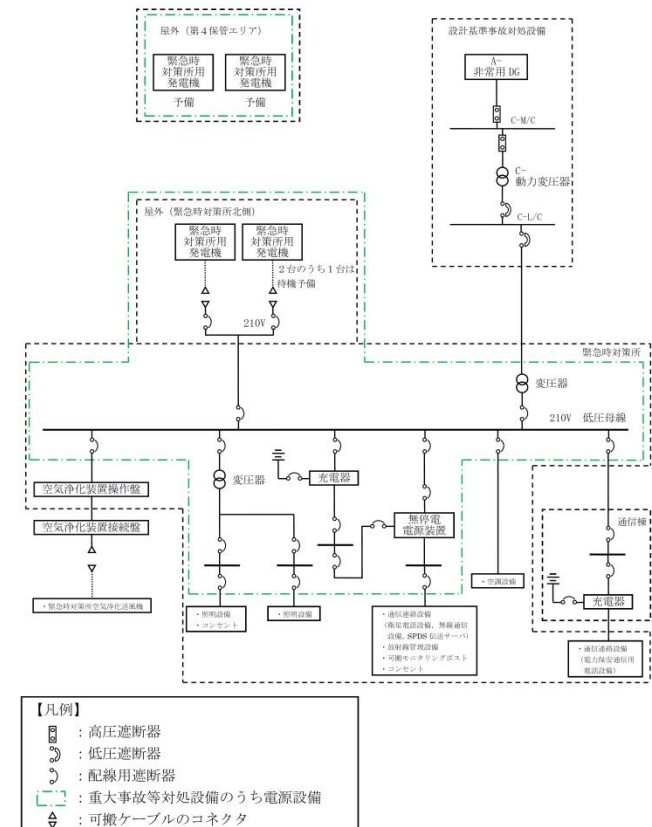 屋外（第４保管エリア）
緊急時
対策所用
発電機
緊急時
対策所用
発電機
予備
予備
設計基準事故対処設備
A-
非常用 DG
C-M/C
C-
動力変圧器
C-L/C
屋外（緊急時対策所北側）
緊急時
対策所用
発電機
緊急時
対策所用
発電機
２台のうち１台は
待機予備
210V
緊急時対策所
変圧器
210V 低圧母線
空気浄化装置操作盤
空気浄化装置接続盤
・緊急時対策所空気浄化送風機
変圧器
充電器
無停電
電源装置
通信棟
充電器
・照明設備
・コンセント
・照明設備
・通信連絡設備
（衛星電話設備，無線通信
設備，SPDS 伝送サーバ）
・放射線管理設備
・可搬モニタリングポスト
・コンセント
・空調設備
・通信連絡設備
（電力保安通信用
電話設備）
【凡例】
：高圧遮断器
：低圧遮断器
：配線用遮断器
：重大事故等対処設備のうち電源設備
：可搬ケーブルのコネクタ